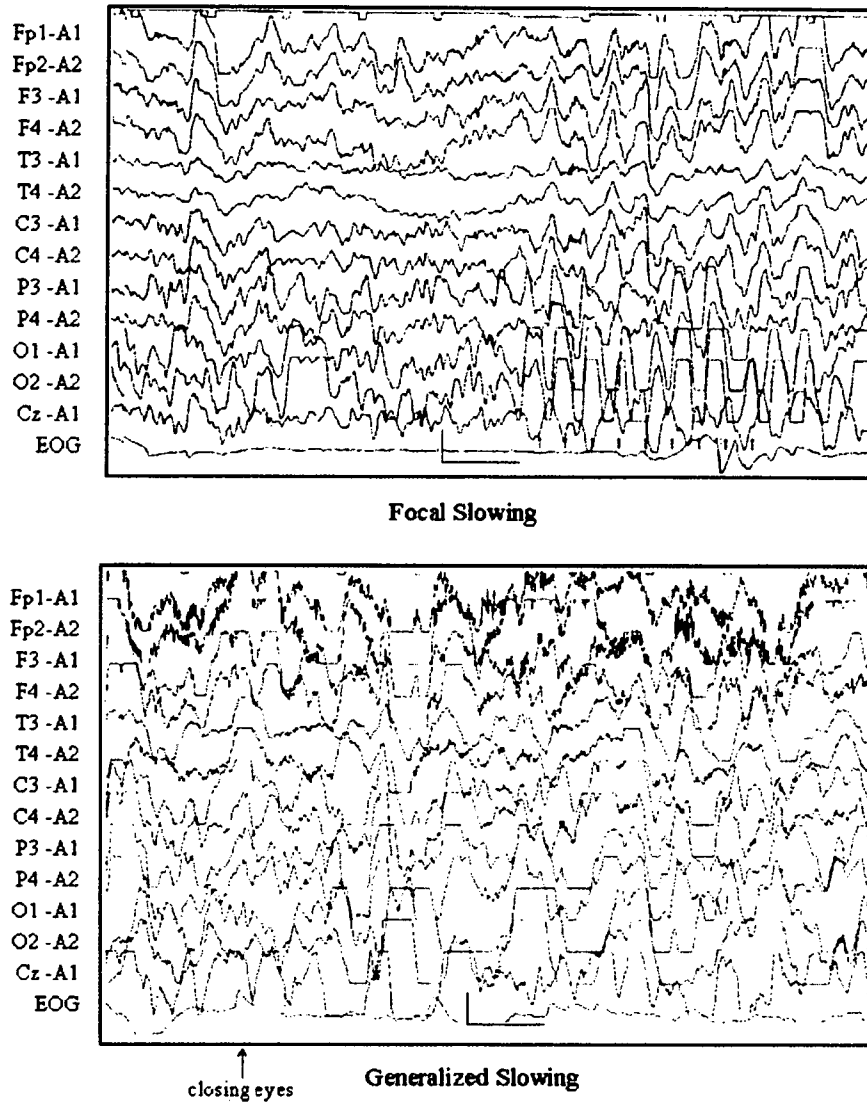 Fp1-A1
Fp2-A2
F3 -A1
F4 -A2
T3 -A1
T4 -A2
C3 -A1
C4 -A2
P3 -A1
P4 -A2
O1 -A1
O2 -A2
Cz -A1
EOG
Focal Slowing
Fp1-A1
Fp2-A2
F3 -A1
F4 -A2
T3 -A1
T4 -A2
C3 -A1
C4 -A2
P3 -A1
P4 -A2
O1 -A1
O2 -A2
Cz -A1
EOG
closing eyes
Generalized Slowing